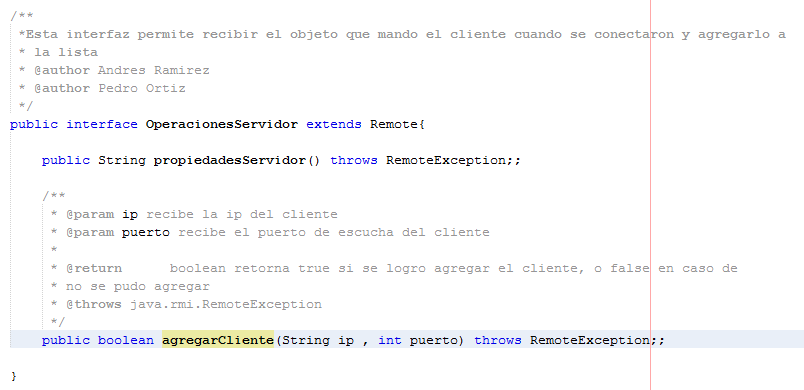 /**
*Esta interfaz permite recibir el objeto que mando el cliente cuando se conectaron y agregarlo a
* la lista
* @author Andres Ramirez
* @author Pedro Ortiz
*/
public interface OperacionesServidor extends Remote{
public String propiedadesServidor() throws RemoteException;;
/**
* @param ip recibe la ip del cliente
* @param puerto recibe el puerto de escucha del cliente
*
* @return      boolean retorna true si se logro agregar el cliente, o false en caso de
* no se pudo agregar
* @throws java.rmi.RemoteException
*/
public boolean agregarCliente(String ip , int puerto) throws RemoteException;;
}